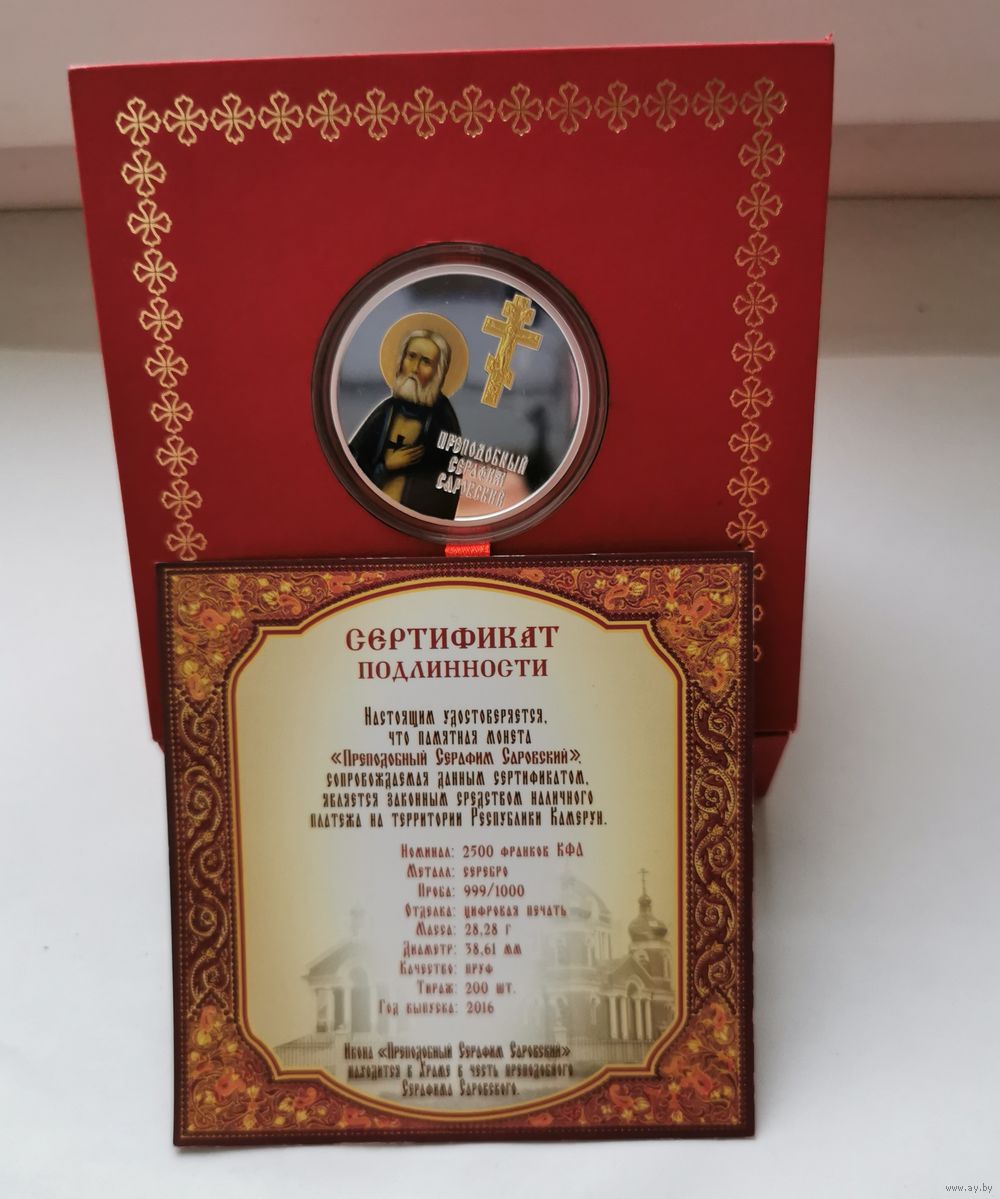 ПРЕПОДОБНЫЙ
СЕРАФИМ
САРОВСКИЙ
СЕРТИФИКАТ
ПОДЛИННОСТИ
Настоящим удостоверяется,
что памятная монета
«Преподобный Серафим Саровский»,
сопровождаемая данным сертификатом,
является законным средством наличного
платежа на территории Республики Камерун.
Номинал: 2500 франков КФА
Металл: серебро
Проба: 999/1000
Отделка: цифровая печать
Масса: 28,28 г
Диаметр: 38,61 мм
Качество: пруф
Тираж: 200 шт.
Год выпуска: 2016
Икона «Преподобный Серафим Саровский»
находится в Храме в честь преподобного
Серафима Саровского.
www.ay.by